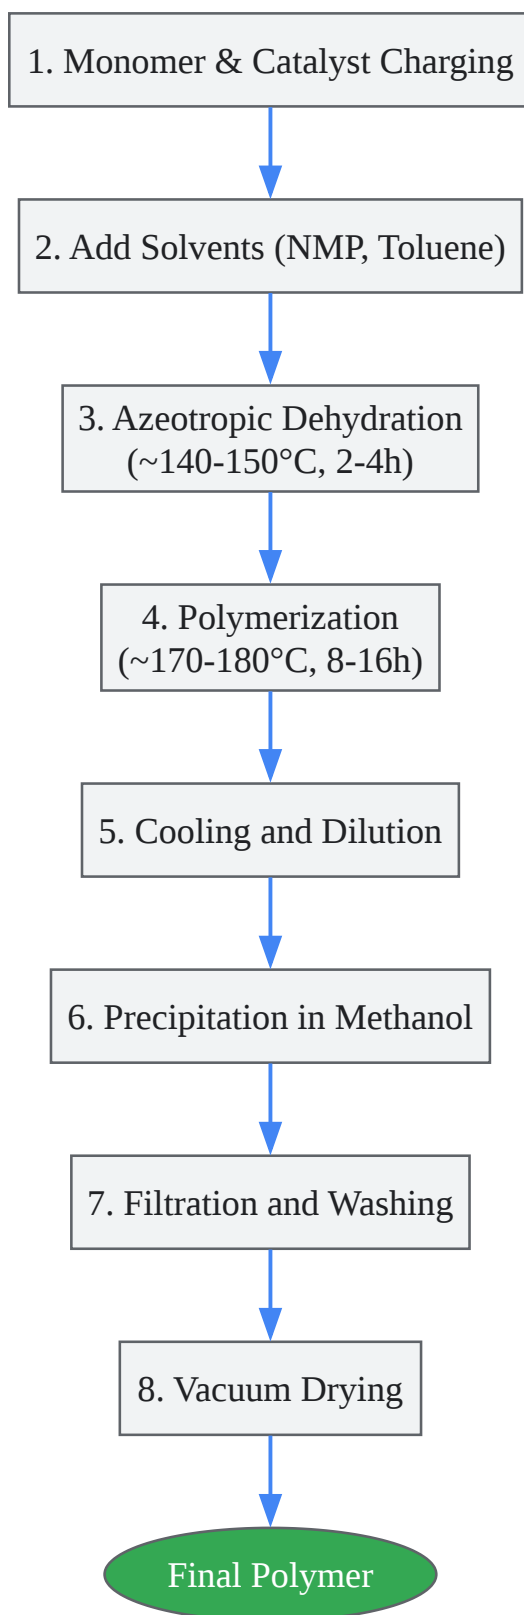 1. Monomer & Catalyst Charging
2. Add Solvents (NMP, Toluene)
3. Azeotropic Dehydration
(~140-150°C, 2-4h)
4. Polymerization
(~170-180°C, 8-16h)
5. Cooling and Dilution
6. Precipitation in Methanol
7. Filtration and Washing
8. Vacuum Drying
Final Polymer